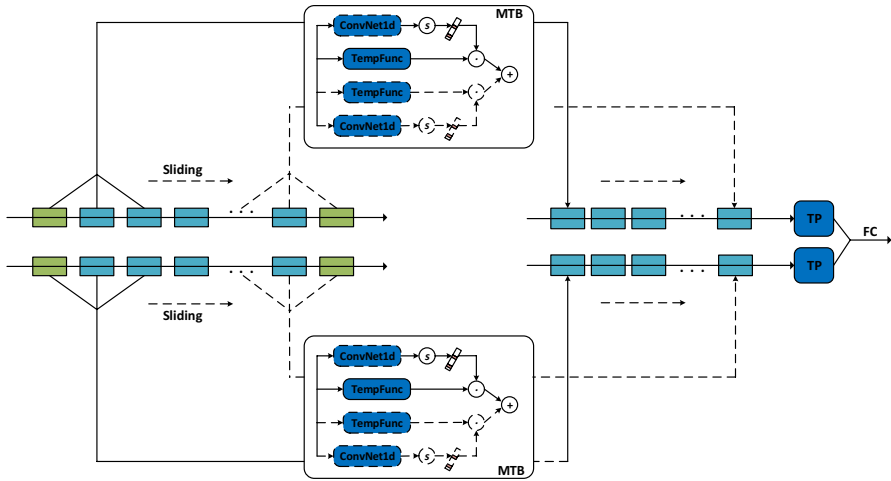 MTB
ConvNet1d
s
TempFunc
·
+
TempFunc
·
ConvNet1d
s
Sliding
...
...
TP
FC
...
...
TP
Sliding
ConvNet1d
s
TempFunc
·
+
TempFunc
·
ConvNet1d
s
MTB